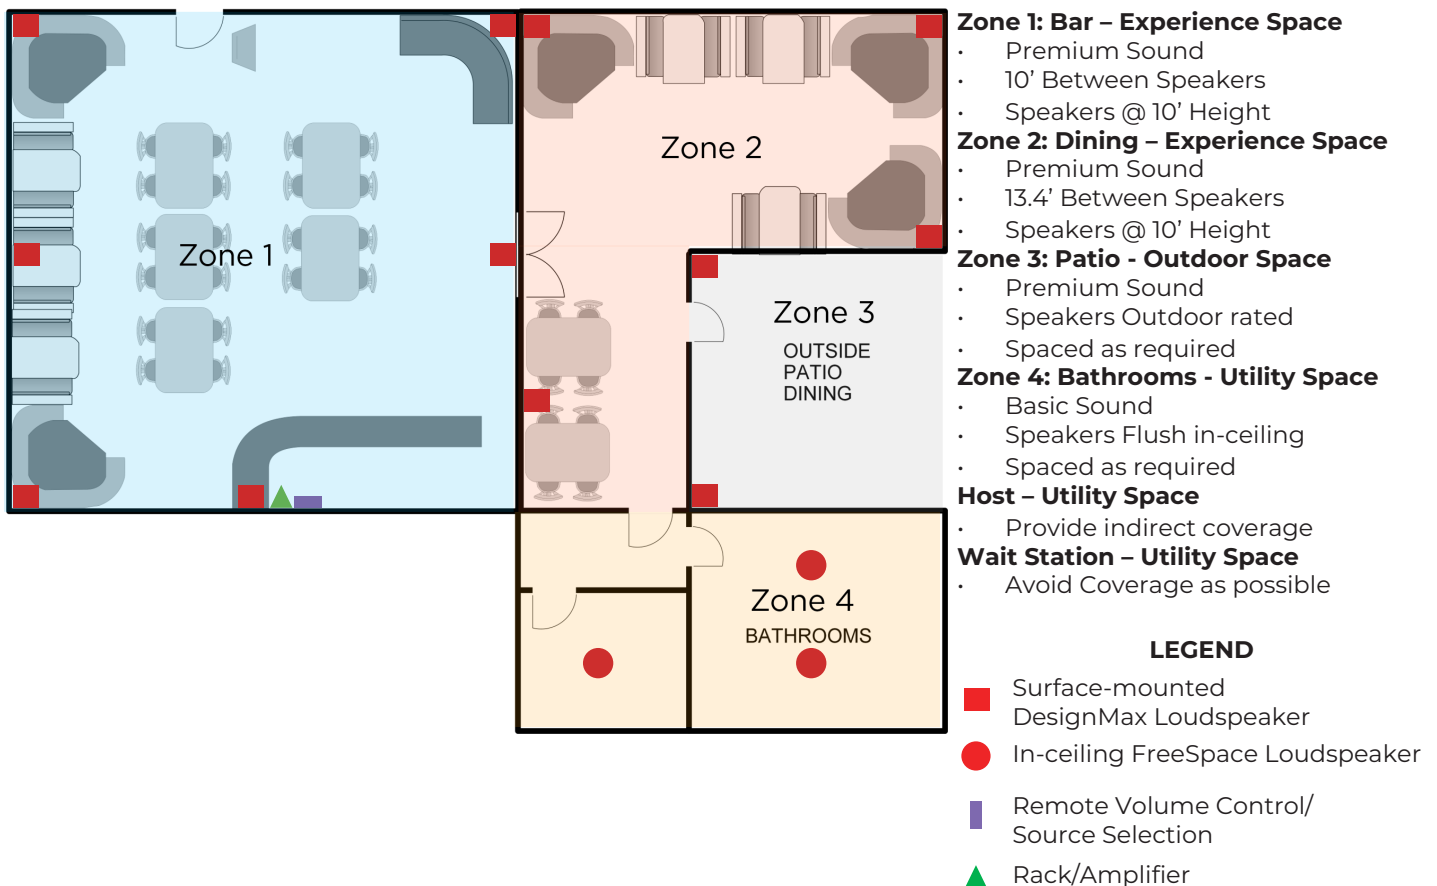 Zone 1
Zone 2
Zone 3
OUTSIDE
PATIO
DINING
Zone 4
BATHROOMS
Zone 1: Bar – Experience Space
· Premium Sound
· 10’ Between Speakers
· Speakers @ 10’ Height
Zone 2: Dining – Experience Space
· Premium Sound
· 13.4’ Between Speakers
· Speakers @ 10’ Height
Zone 3: Patio - Outdoor Space
· Premium Sound
· Speakers Outdoor rated
· Spaced as required
Zone 4: Bathrooms - Utility Space
· Basic Sound
· Speakers Flush in-ceiling
· Spaced as required
Host – Utility Space
· Provide indirect coverage
Wait Station – Utility Space
· Avoid Coverage as possible
LEGEND
Surface-mounted
DesignMax Loudspeaker
In-ceiling FreeSpace Loudspeaker
Remote Volume Control/
Source Selection
Rack/Amplifier